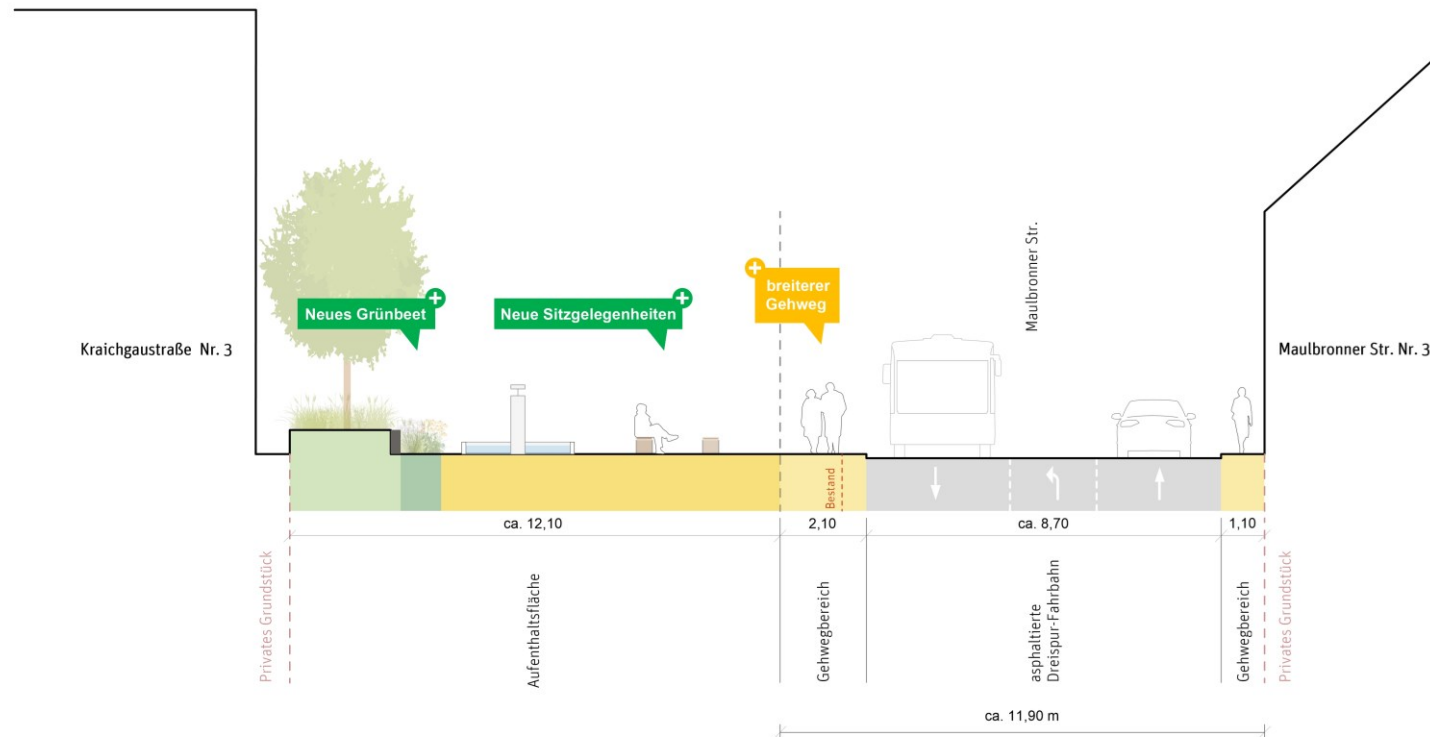 Maulbronner Str.
breiterer
Gehweg
Neues Grünbeet
Neue Sitzgelegenheiten
Kraichgaustraße Nr. 3
Maulbronner Str. Nr. 3
Bestand
ca. 12,10
2,10
ca. 8,70
1,10
Privates Grundstück
Aufenthaltsfläche
Gehwegbereich
asphaltierte
Dreispur-Fahrbahn
Gehwegbereich
Privates Grundstück
ca. 11,90 m